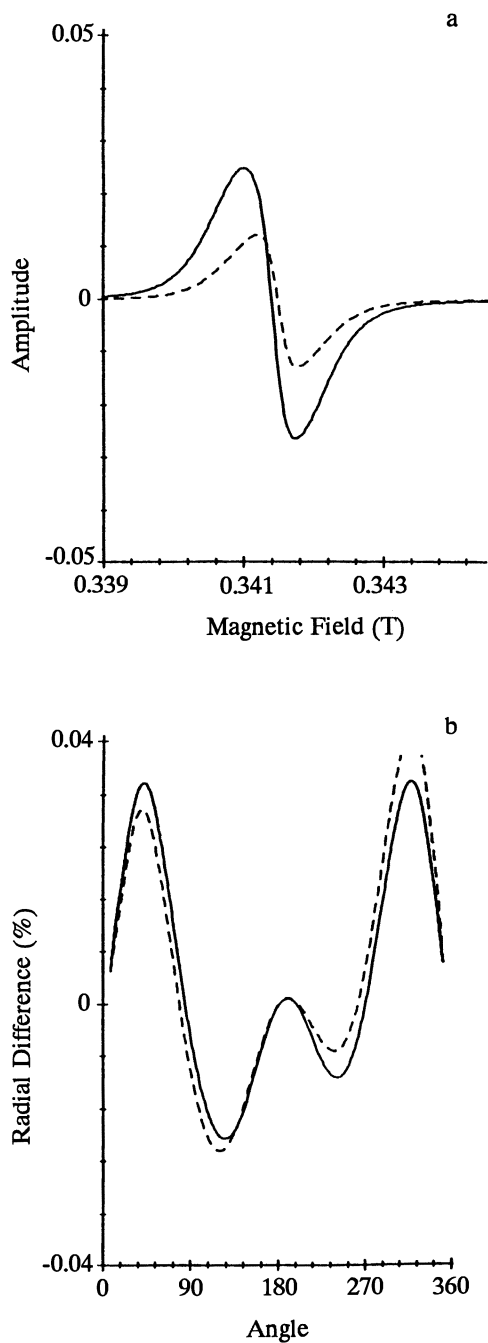 a
0.05
Amplitude
0
-0.05
0.339 0.341 0.343
Magnetic Field (T)
b
0.04
Radial Difference (%)
0
-0.04
0 90 180 270 360
Angle